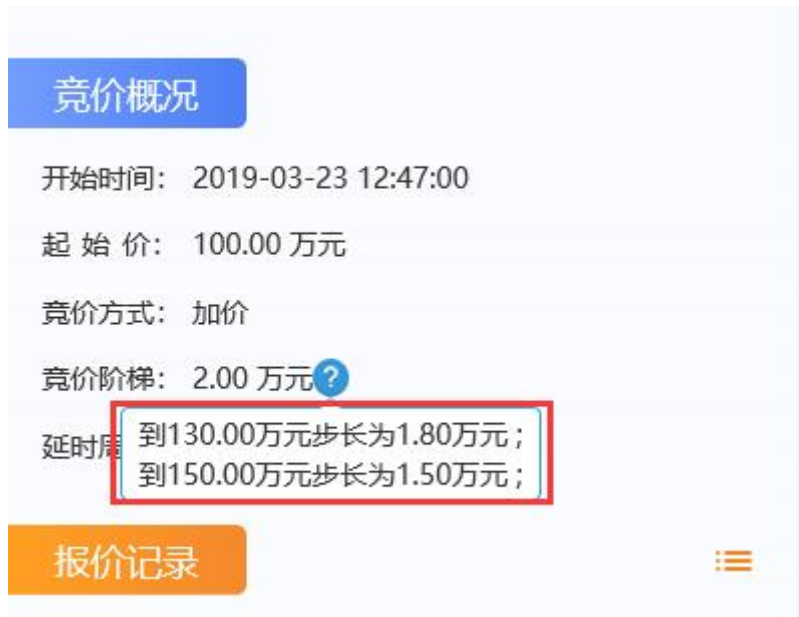 竞价概况
开始时间： 2019-03-23 12:47:00
起 始 价： 100.00 万元
竞价方式： 加价
竞价阶梯： 2.00 万元?
延时
到130.00万元步长为1.80万元；
到150.00万元步长为1.50万元；
报价记录